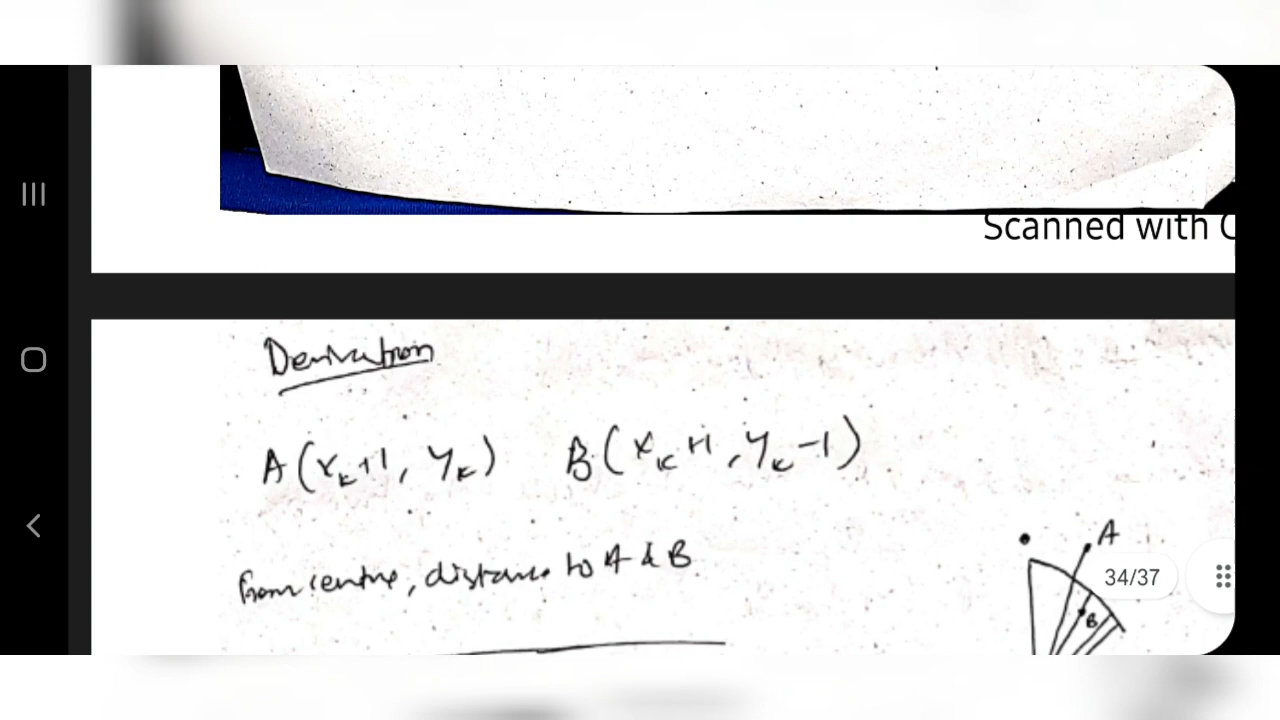 Scanned with C
Derivation
A(xₖ+1, yₖ) B(xₖ+1, yₖ-1)
from centre, distance to A & B
A
34/37
B